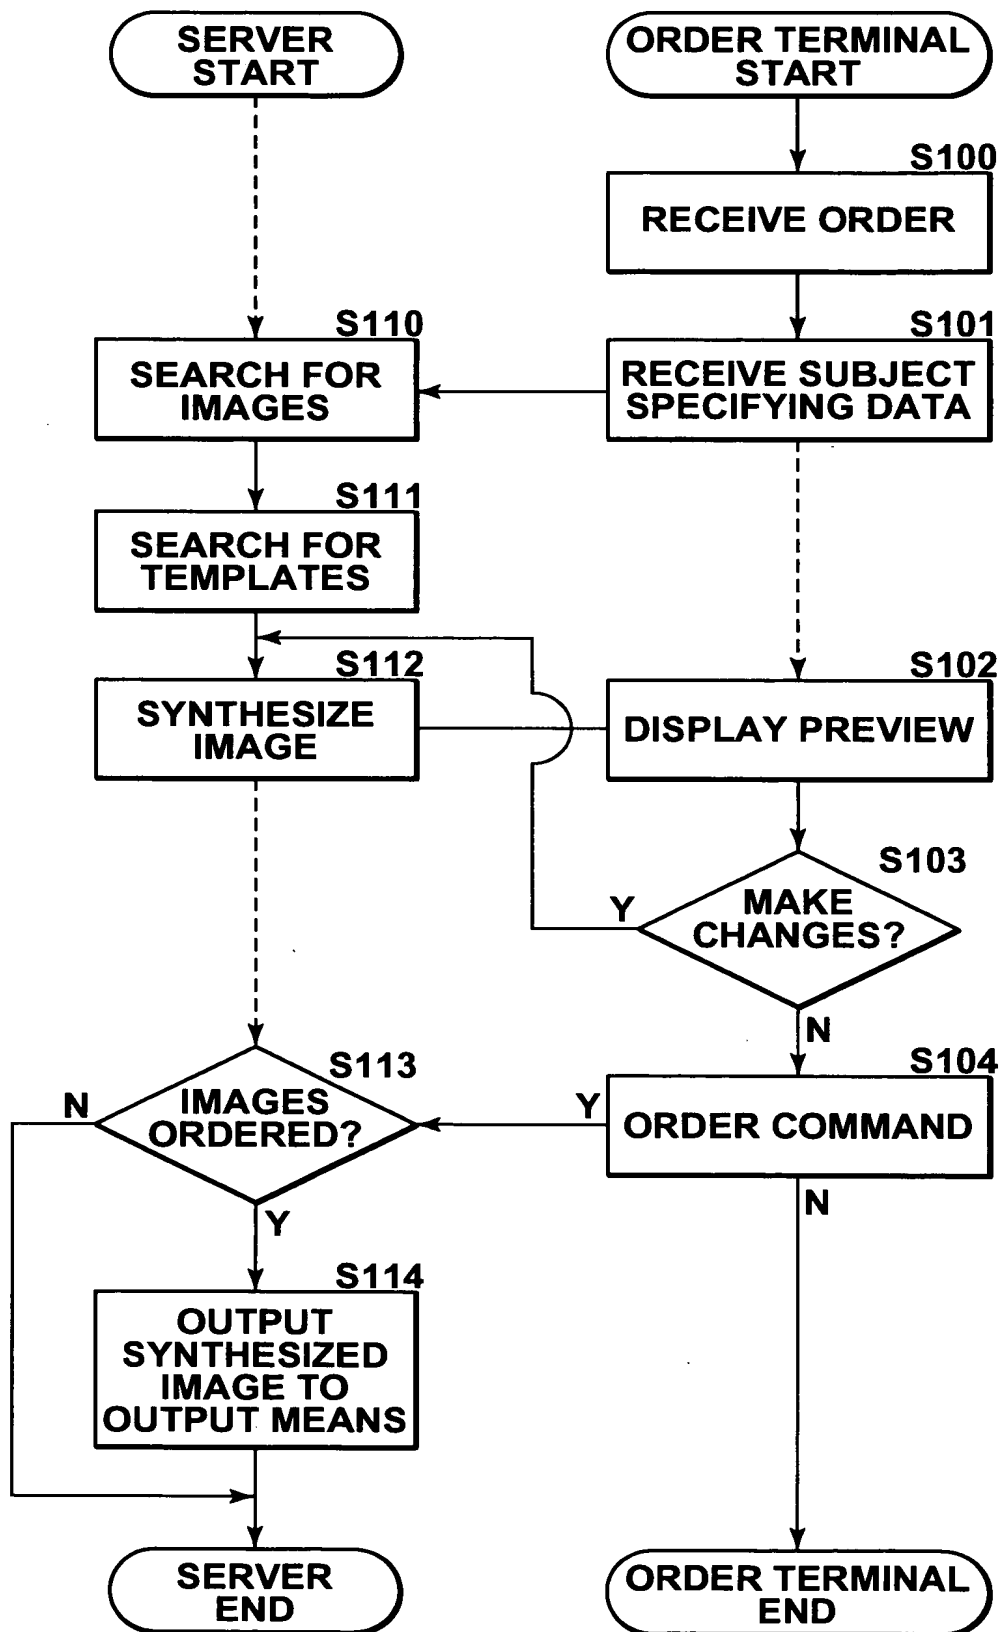 SERVER
START
ORDER TERMINAL
START
S100
RECEIVE ORDER
S110
SEARCH FOR
IMAGES
S101
RECEIVE SUBJECT
SPECIFYING DATA
S111
SEARCH FOR
TEMPLATES
S112
SYNTHESIZE
IMAGE
S102
DISPLAY PREVIEW
S103
MAKE
CHANGES?
Y
N
S113
IMAGES
ORDERED?
N
Y
S104
ORDER COMMAND
Y
N
S114
OUTPUT
SYNTHESIZED
IMAGE TO
OUTPUT MEANS
SERVER
END
ORDER TERMINAL
END